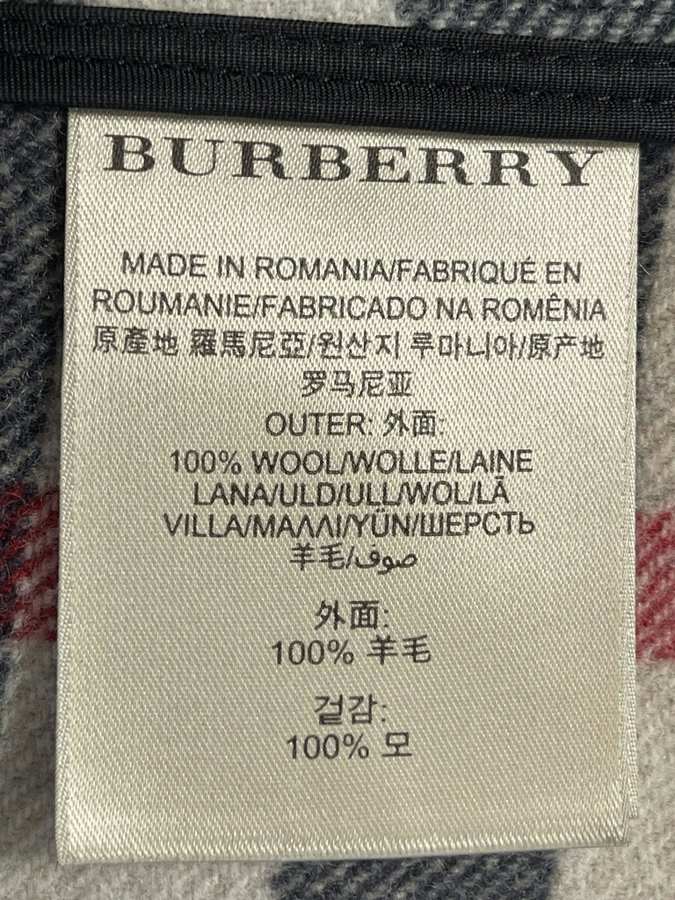 BURBERRY
MADE IN ROMANIA/FABRIQUÉ EN
ROUMANIE/FABRICADO NA ROMÊNIA
原產地 羅馬尼亞/원산지 루마니아/原产地
罗马尼亚
OUTER: 外面:
100% WOOL/WOLLE/LAINE
LANA/ULD/ULL/WOL/LÃ
VILLA/ΜΑΛΛΙ/YÜN/ШЕРСТЬ
羊毛/صوف
外面:
100% 羊毛
겉감:
100% 모